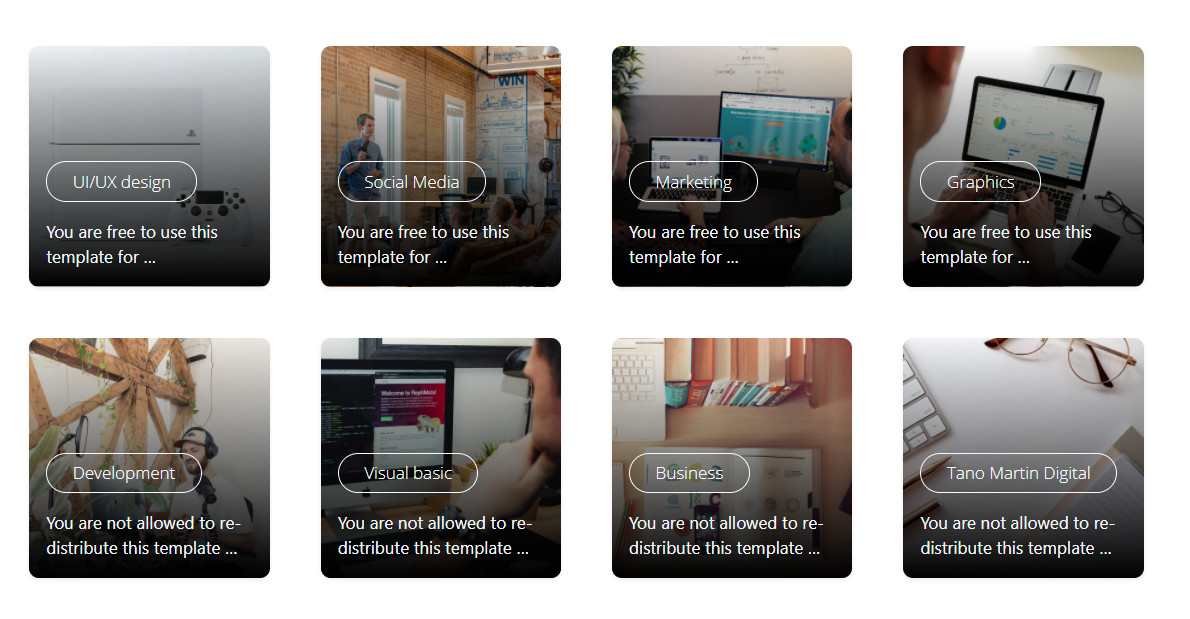 UI/UX design
You are free to use this
template for ...
WIN
Social Media
You are free to use this
template for ...
Marketing
You are free to use this
template for ...
Graphics
You are free to use this
template for ...
Development
You are not allowed to re-
distribute this template ...
Welcome to ReptiMobi!
Visual basic
You are not allowed to re-
distribute this template ...
Business
You are not allowed to re-
distribute this template ...
Tano Martin Digital
You are not allowed to re-
distribute this template ...